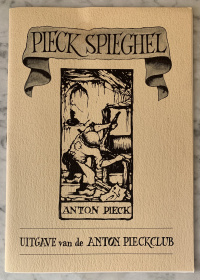 PIECK SPIEGHEL
ANTON PIECK
UITGAVE van de ANTON PIECKCLUB